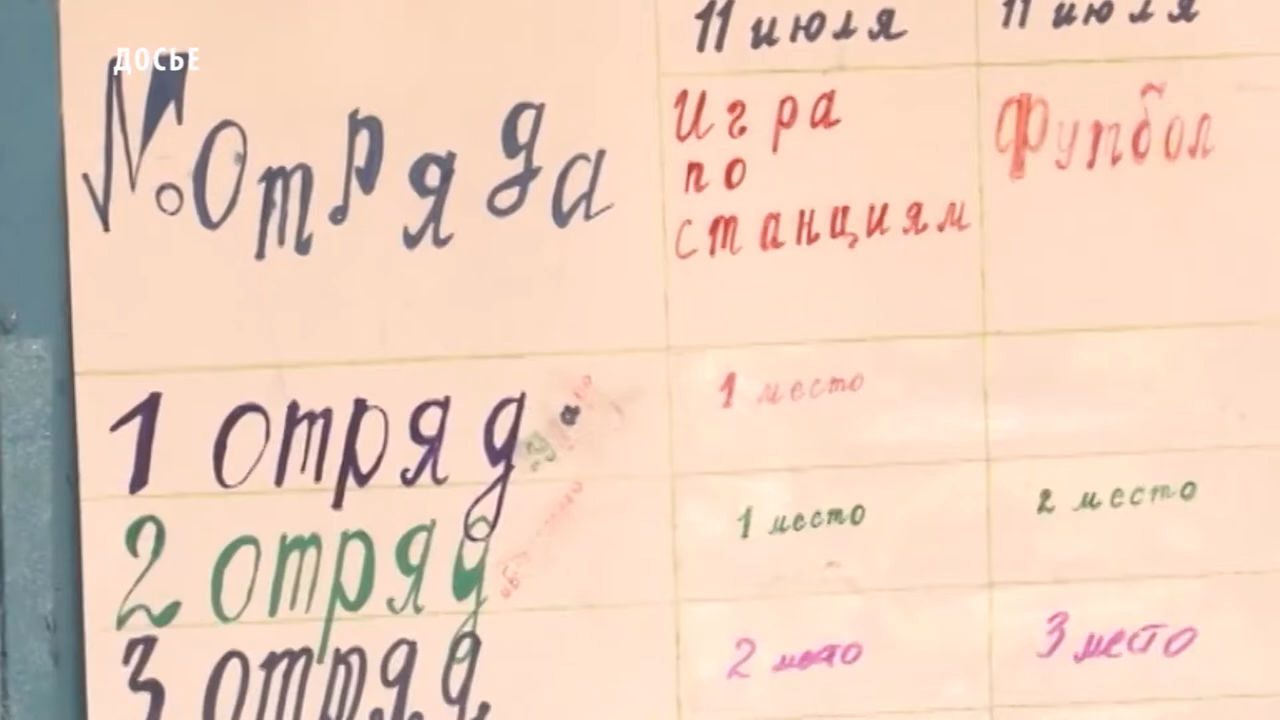 ДОСЬЕ
11 июля
11 июля
№ Отряда
Игра
по
станциям
Футбол
1 отряд
1 место
2 отряд
1 место
2 место
3 отряд
2 место
3 место